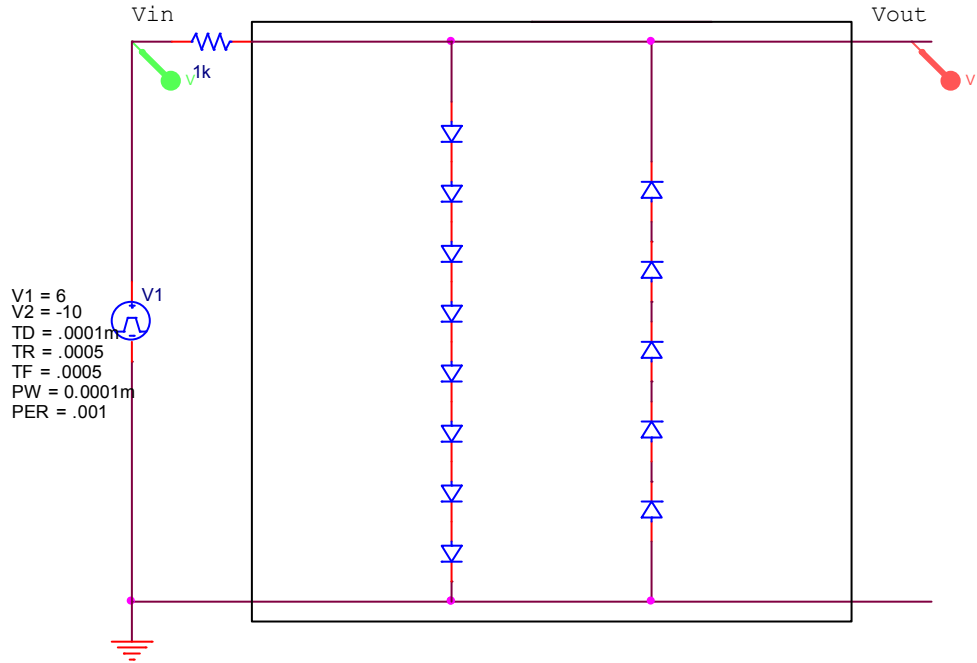 Vin
Vout
V
1k
V
V1
V1 = 6
V2 = -10
TD = .0001m
TR = .0005
TF = .0005
PW = 0.0001m
PER = .001